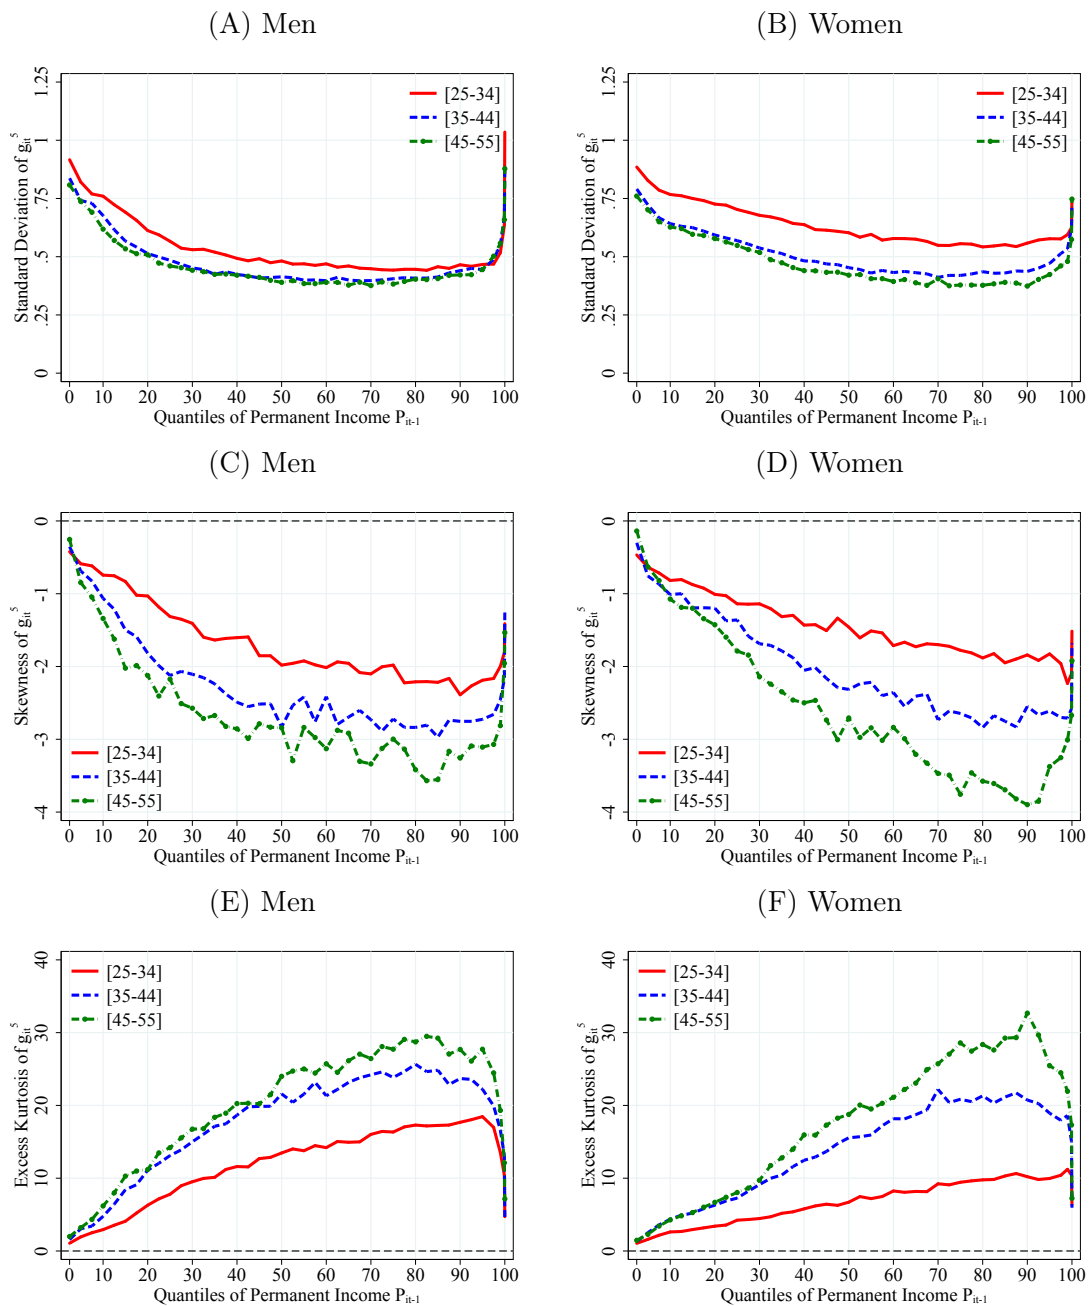 (A) Men
Standard Deviation of g_it^5
1.25
1
.75
.5
.25
0
[25-34]
[35-44]
[45-55]
0 10 20 30 40 50 60 70 80 90 100
Quantiles of Permanent Income P_it-1
(B) Women
Standard Deviation of g_it^5
1.25
1
.75
.5
.25
0
[25-34]
[35-44]
[45-55]
0 10 20 30 40 50 60 70 80 90 100
Quantiles of Permanent Income P_it-1
(C) Men
Skewness of g_it^5
0
-1
-2
-3
-4
[25-34]
[35-44]
[45-55]
0 10 20 30 40 50 60 70 80 90 100
Quantiles of Permanent Income P_it-1
(D) Women
Skewness of g_it^5
0
-1
-2
-3
-4
[25-34]
[35-44]
[45-55]
0 10 20 30 40 50 60 70 80 90 100
Quantiles of Permanent Income P_it-1
(E) Men
Excess Kurtosis of g_it^5
40
30
20
10
0
[25-34]
[35-44]
[45-55]
0 10 20 30 40 50 60 70 80 90 100
Quantiles of Permanent Income P_it-1
(F) Women
Excess Kurtosis of g_it^5
40
30
20
10
0
[25-34]
[35-44]
[45-55]
0 10 20 30 40 50 60 70 80 90 100
Quantiles of Permanent Income P_it-1